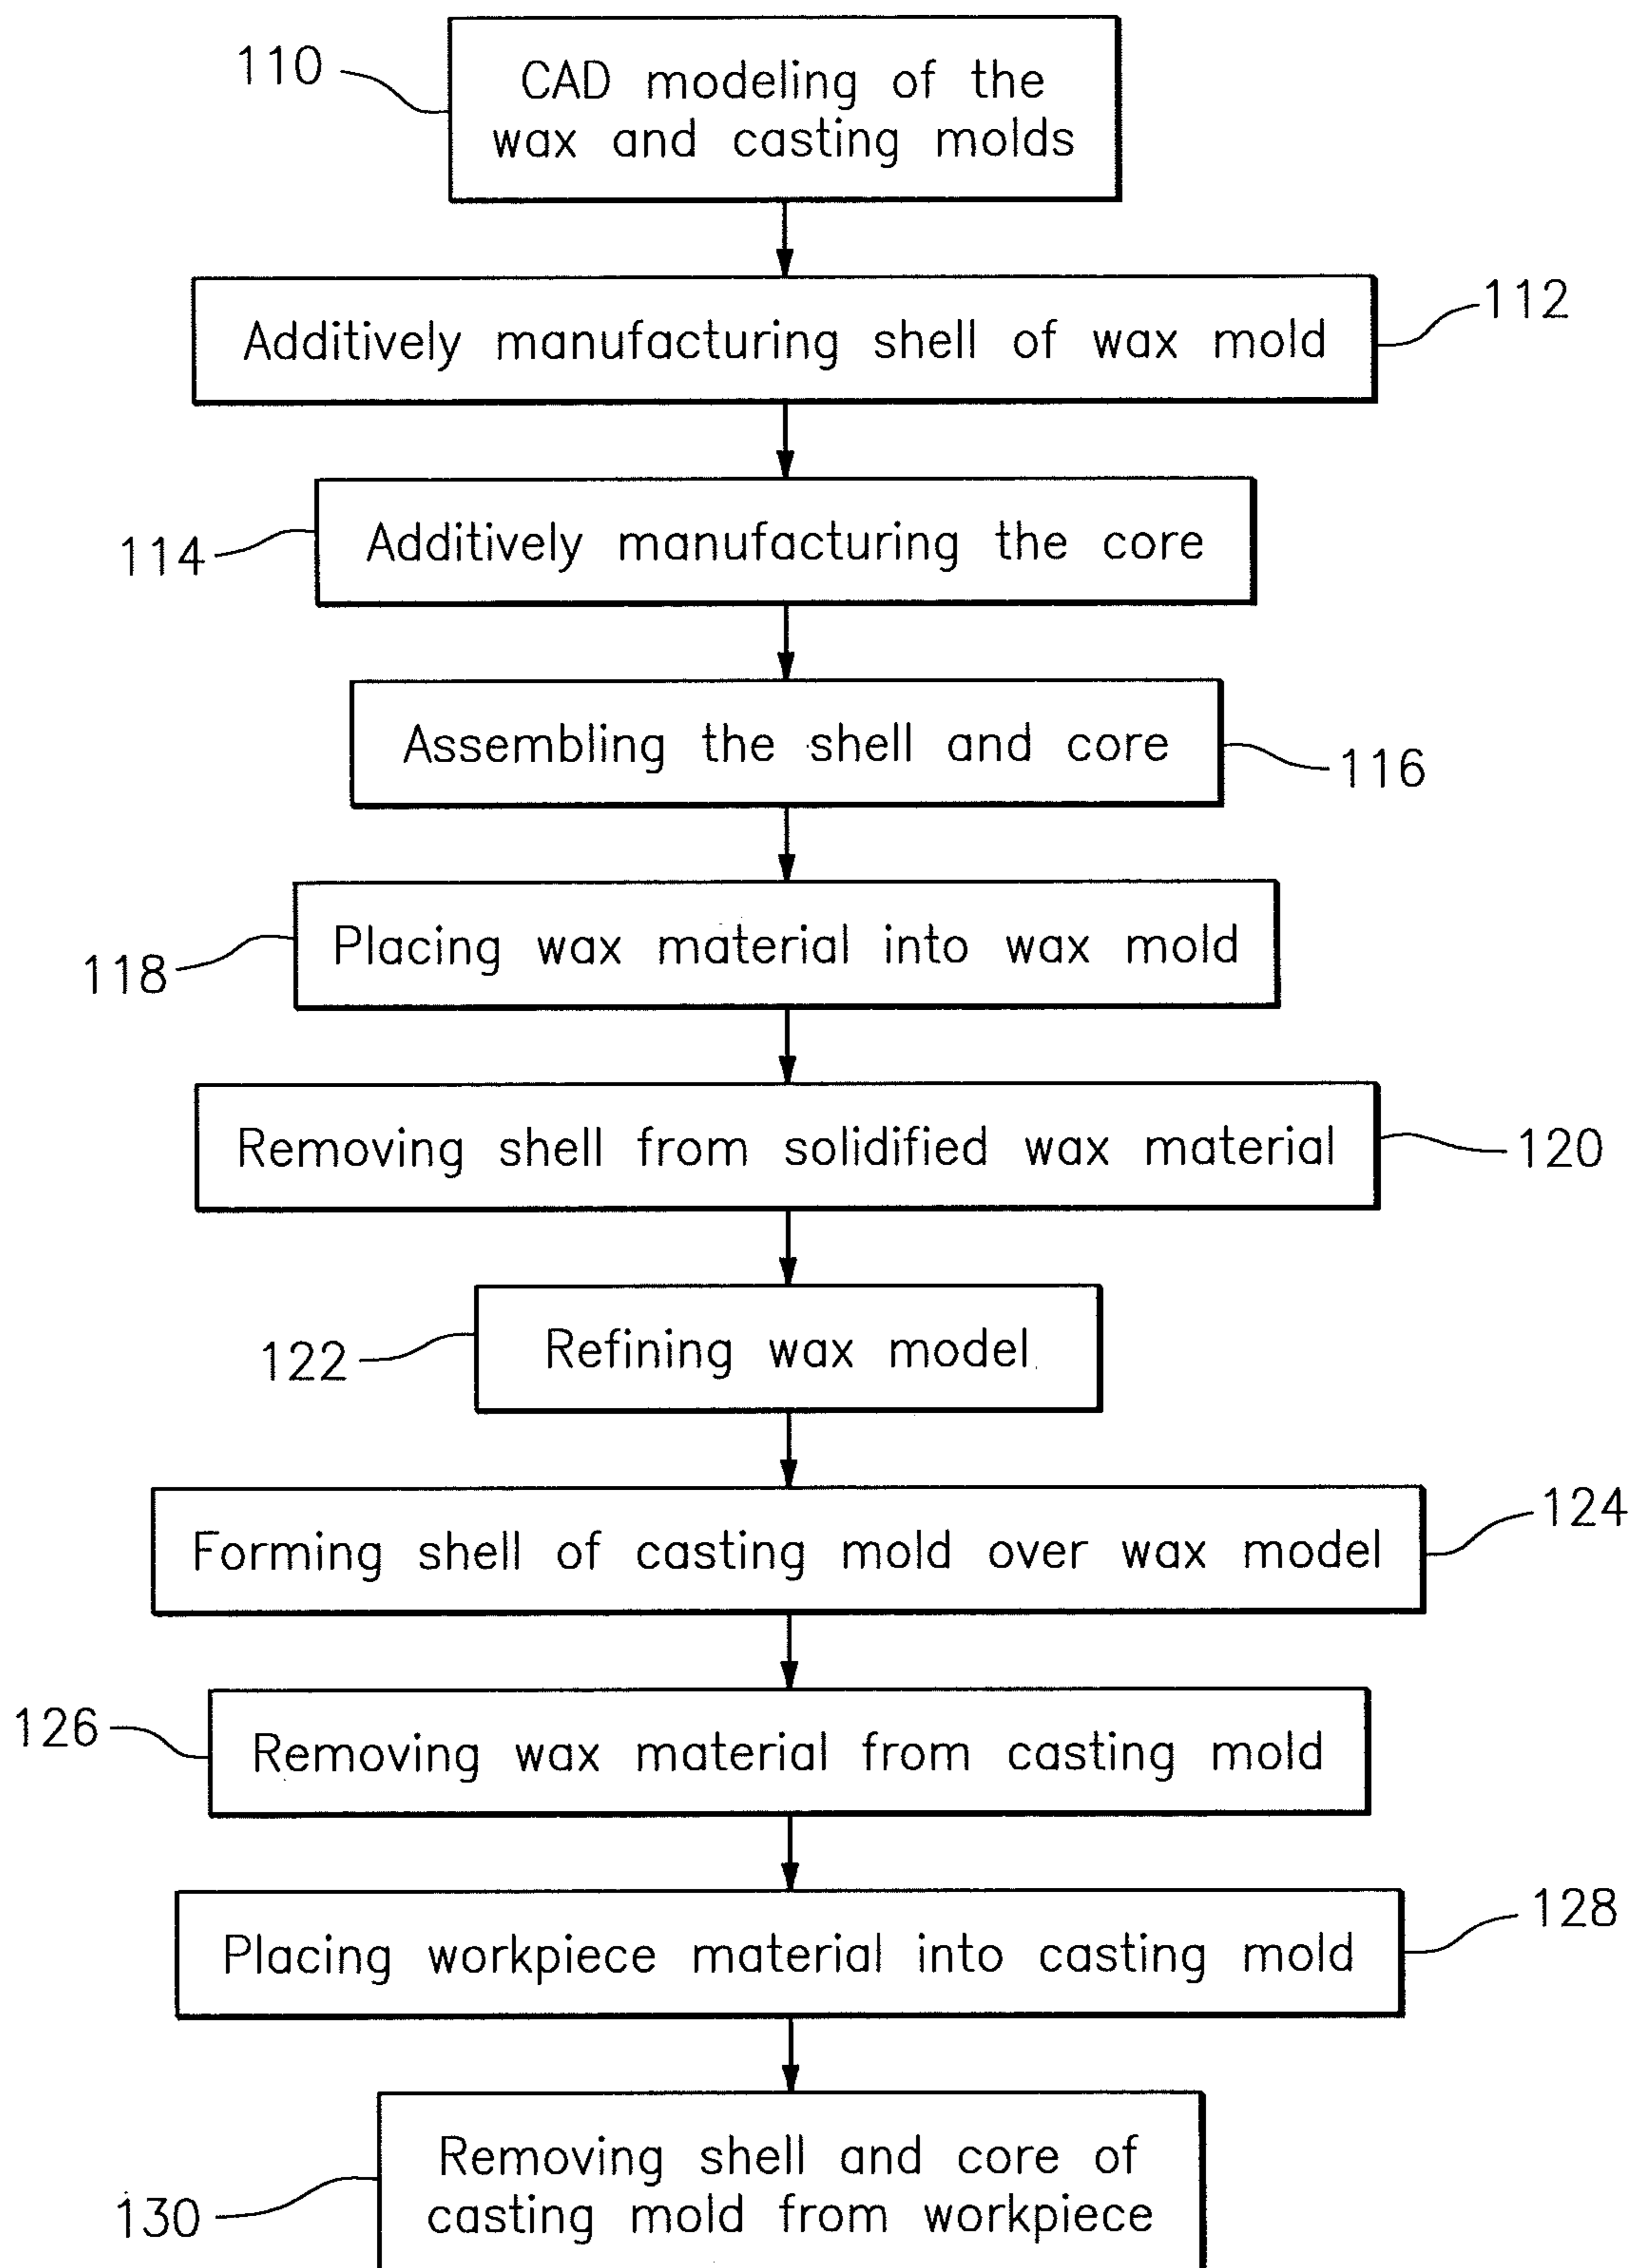 110
CAD modeling of the
wax and casting molds
112
Additively manufacturing shell of wax mold
114
Additively manufacturing the core
Assembling the shell and core
116
Placing wax material into wax mold
118
Removing shell from solidified wax material
120
Refining wax model
122
124
Forming shell of casting mold over wax model
126
Removing wax material from casting mold
128
Placing workpiece material into casting mold
Removing shell and core of
casting mold from workpiece
130